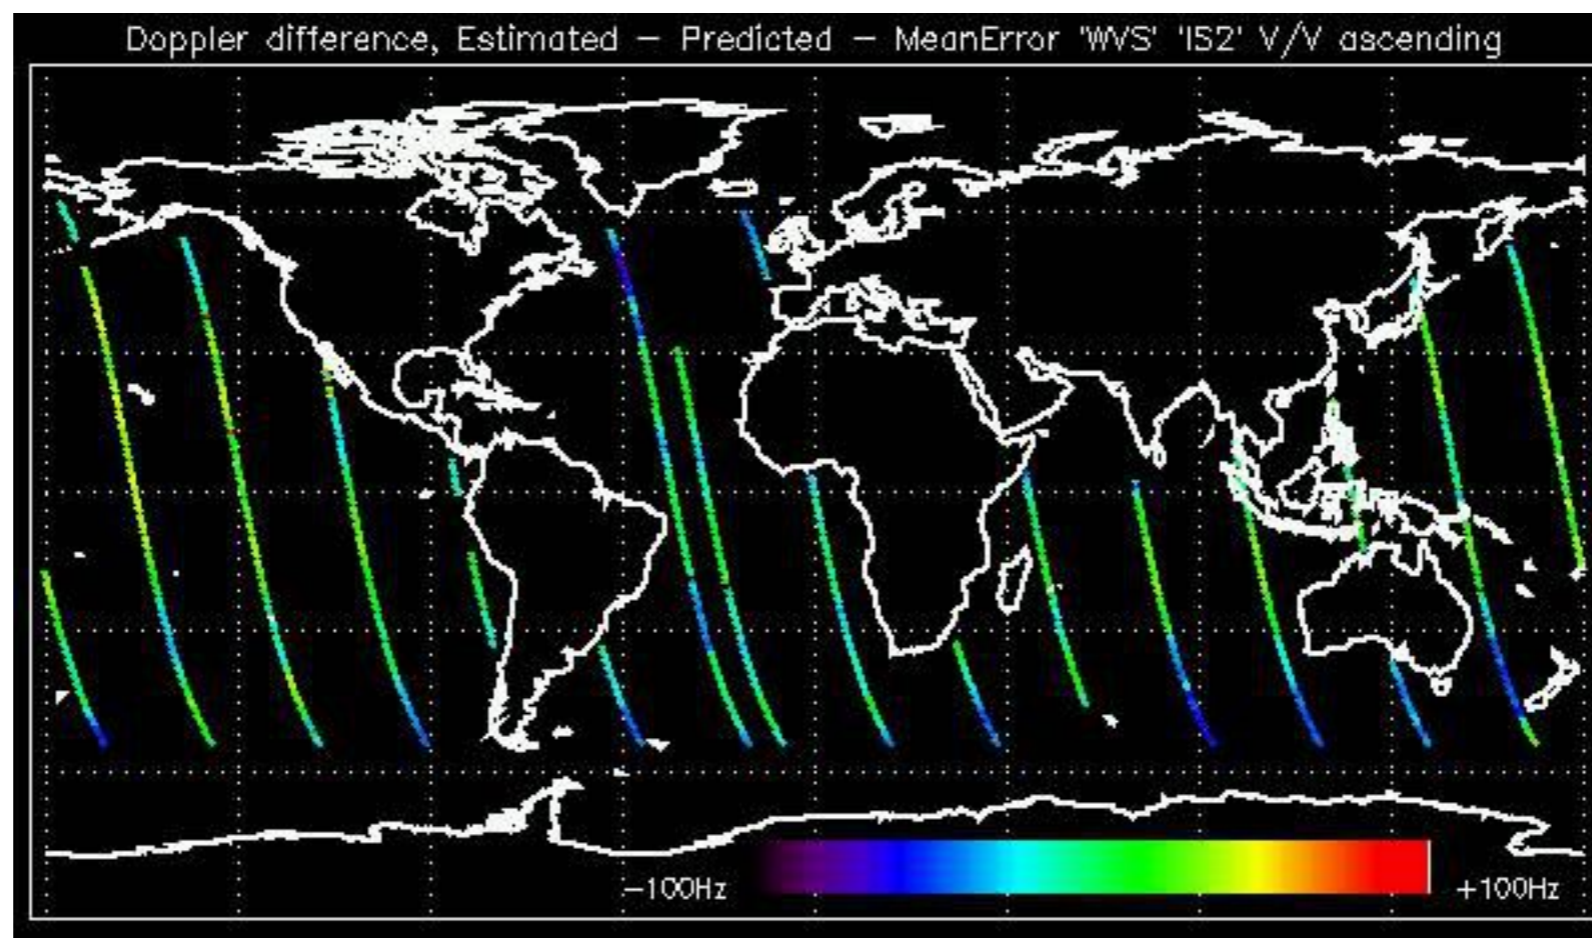 Doppler difference, Estimated – Predicted – MeanError 'WVS' 'IS2' V/V ascending
–100Hz
+100Hz